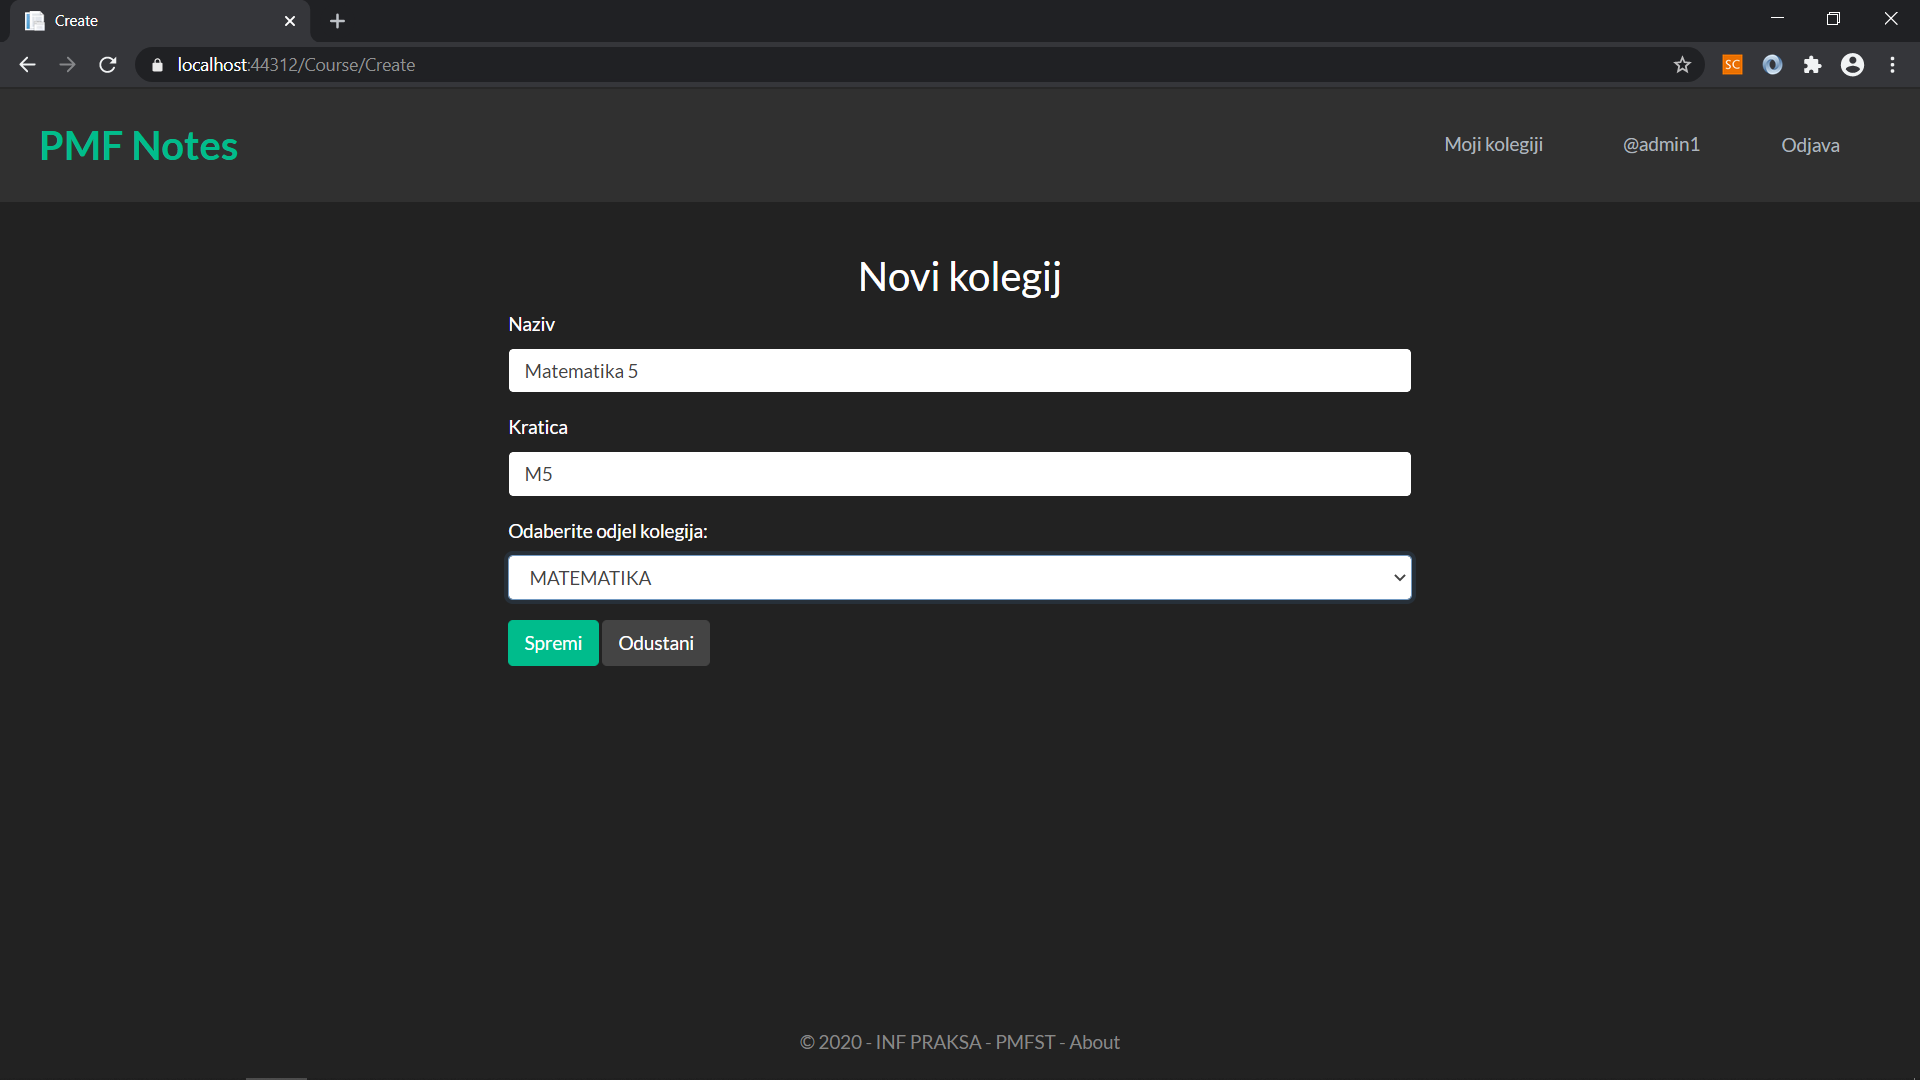 Create
localhost:44312/Course/Create
SC
PMF Notes
Moji kolegiji
@admin1
Odjava
Novi kolegij
Naziv
Matematika 5
Kratica
M5
Odaberite odjel kolegija:
MATEMATIKA
Spremi
Odustani
© 2020 - INF PRAKSA - PMFST - About